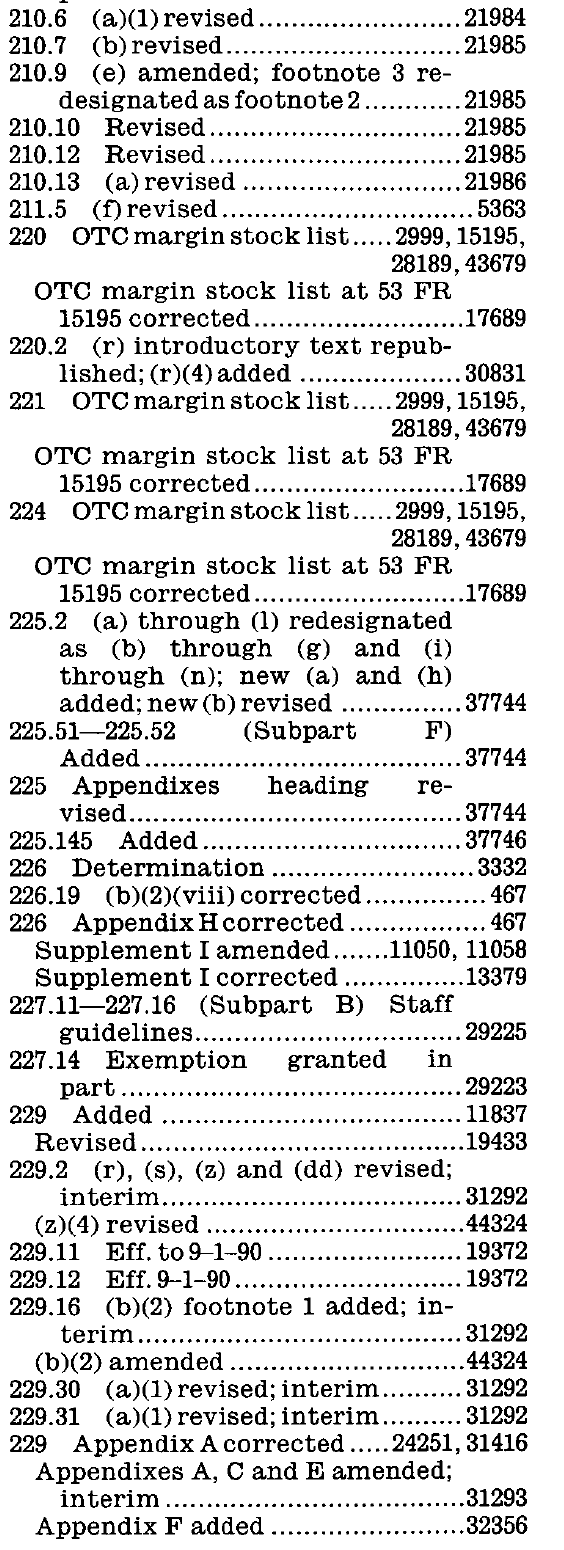 210.6 (a)(1) revised..............................21984
210.7 (b) revised...................................21985
210.9 (e) amended; footnote 3 re-
designated as footnote 2............21985
210.10 Revised.....................................21985
210.12 Revised.....................................21985
210.13 (a) revised ................................21986
211.5 (f) revised....................................5363
220 OTC margin stock list.....2999, 15195,
28189, 43679
OTC margin stock list at 53 FR
15195 corrected..........................17689
220.2 (r) introductory text repub-
lished; (r)(4) added ....................30831
221 OTC margin stock list.....2999, 15195,
28189, 43679
OTC margin stock list at 53 FR
15195 corrected..........................17689
224 OTC margin stock list.....2999, 15195,
28189, 43679
OTC margin stock list at 53 FR
15195 corrected..........................17689
225.2 (a) through (l) redesignated
as (b) through (g) and (i)
through (n); new (a) and (h)
added; new (b) revised ...............37744
225.51—225.52 (Subpart F)
Added.......................................37744
225 Appendixes heading re-
vised.........................................37744
225.145 Added................................37746
226 Determination .........................3332
226.19 (b)(2)(viii) corrected...............467
226 Appendix H corrected.................467
Supplement I amended.......11050, 11058
Supplement I corrected ...............13379
227.11—227.16 (Subpart B) Staff
guidelines.................................29225
227.14 Exemption granted in
part ..........................................29223
229 Added .....................................11837
Revised........................................19433
229.2 (r), (s), (z) and (dd) revised;
interim.....................................31292
(z)(4) revised ................................44324
229.11 Eff. to 9–1–90........................19372
229.12 Eff. 9–1–90............................19372
229.16 (b)(2) footnote 1 added; in-
terim........................................31292
(b)(2) amended .............................44324
229.30 (a)(1) revised; interim..........31292
229.31 (a)(1) revised; interim..........31292
229 Appendix A corrected .....24251, 31416
Appendixes A, C and E amended;
interim .....................................31293
Appendix F added ........................32356